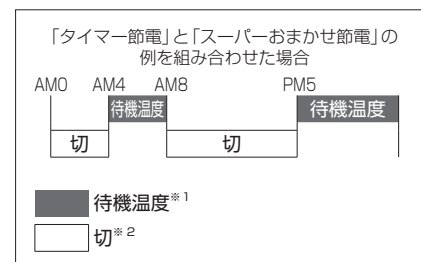 「タイマー節電」と「スーパーおまかせ節電」の
例を組み合わせた場合
AM0 AM4 AM8 PM5
待機温度 待機温度
切 切
待機温度※1
切※2